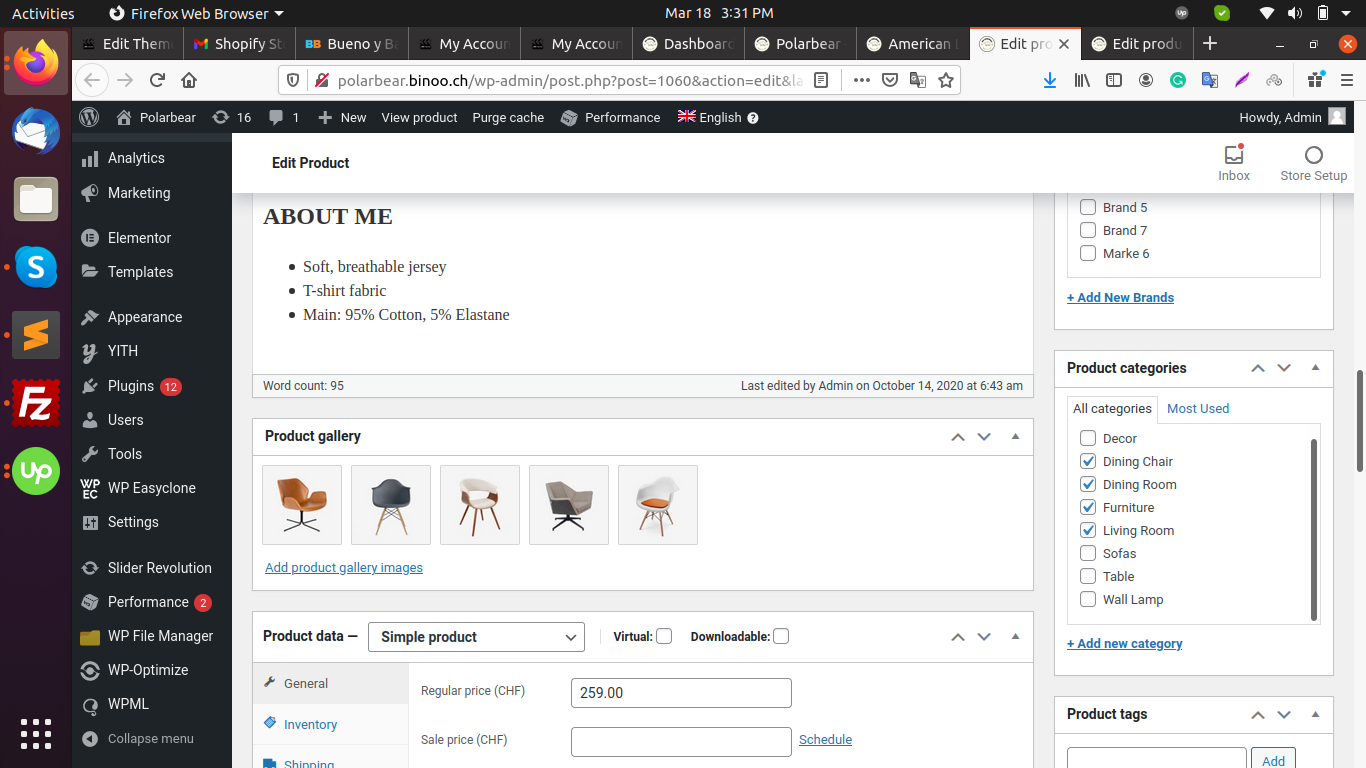 Activities
Firefox Web Browser
Mar 18 3:31 PM
Edit Them
Shopify St
Bueno y B
My Accoun
My Accoun
Dashboar
Polarbear
American
Edit pro
Edit produ
polarbear.binoo.ch/wp-admin/post.php?post=1060&action=edit&la
Polarbear
16
1
New
View product
Purge cache
Performance
English
Howdy, Admin
Edit Product
Inbox
Store Setup
Analytics
Marketing
Elementor
Templates
Appearance
YITH
Plugins 12
Users
Tools
WP EC WP Easyclone
Settings
Slider Revolution
Performance 2
WP File Manager
WP-Optimize
WPML
Collapse menu
ABOUT ME
Soft, breathable jersey
T-shirt fabric
Main: 95% Cotton, 5% Elastane
Word count: 95
Last edited by Admin on October 14, 2020 at 6:43 am
Product gallery
Add product gallery images
Product data —
Simple product
Virtual:
Downloadable:
General
Inventory
Shipping
Regular price (CHF)
259.00
Sale price (CHF)
Schedule
Brand 5
Brand 7
Marke 6
+ Add New Brands
Product categories
All categories
Most Used
Decor
Dining Chair
Dining Room
Furniture
Living Room
Sofas
Table
Wall Lamp
+ Add new category
Product tags
Add